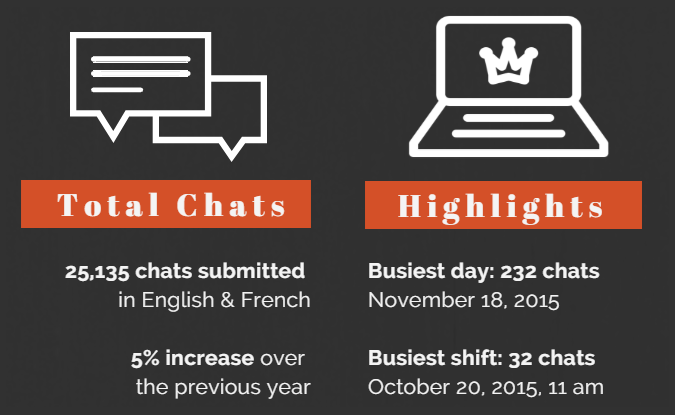 Total Chats
25,135 chats submitted
in English & French
5% increase over
the previous year
Highlights
Busiest day: 232 chats
November 18, 2015
Busiest shift: 32 chats
October 20, 2015, 11 am